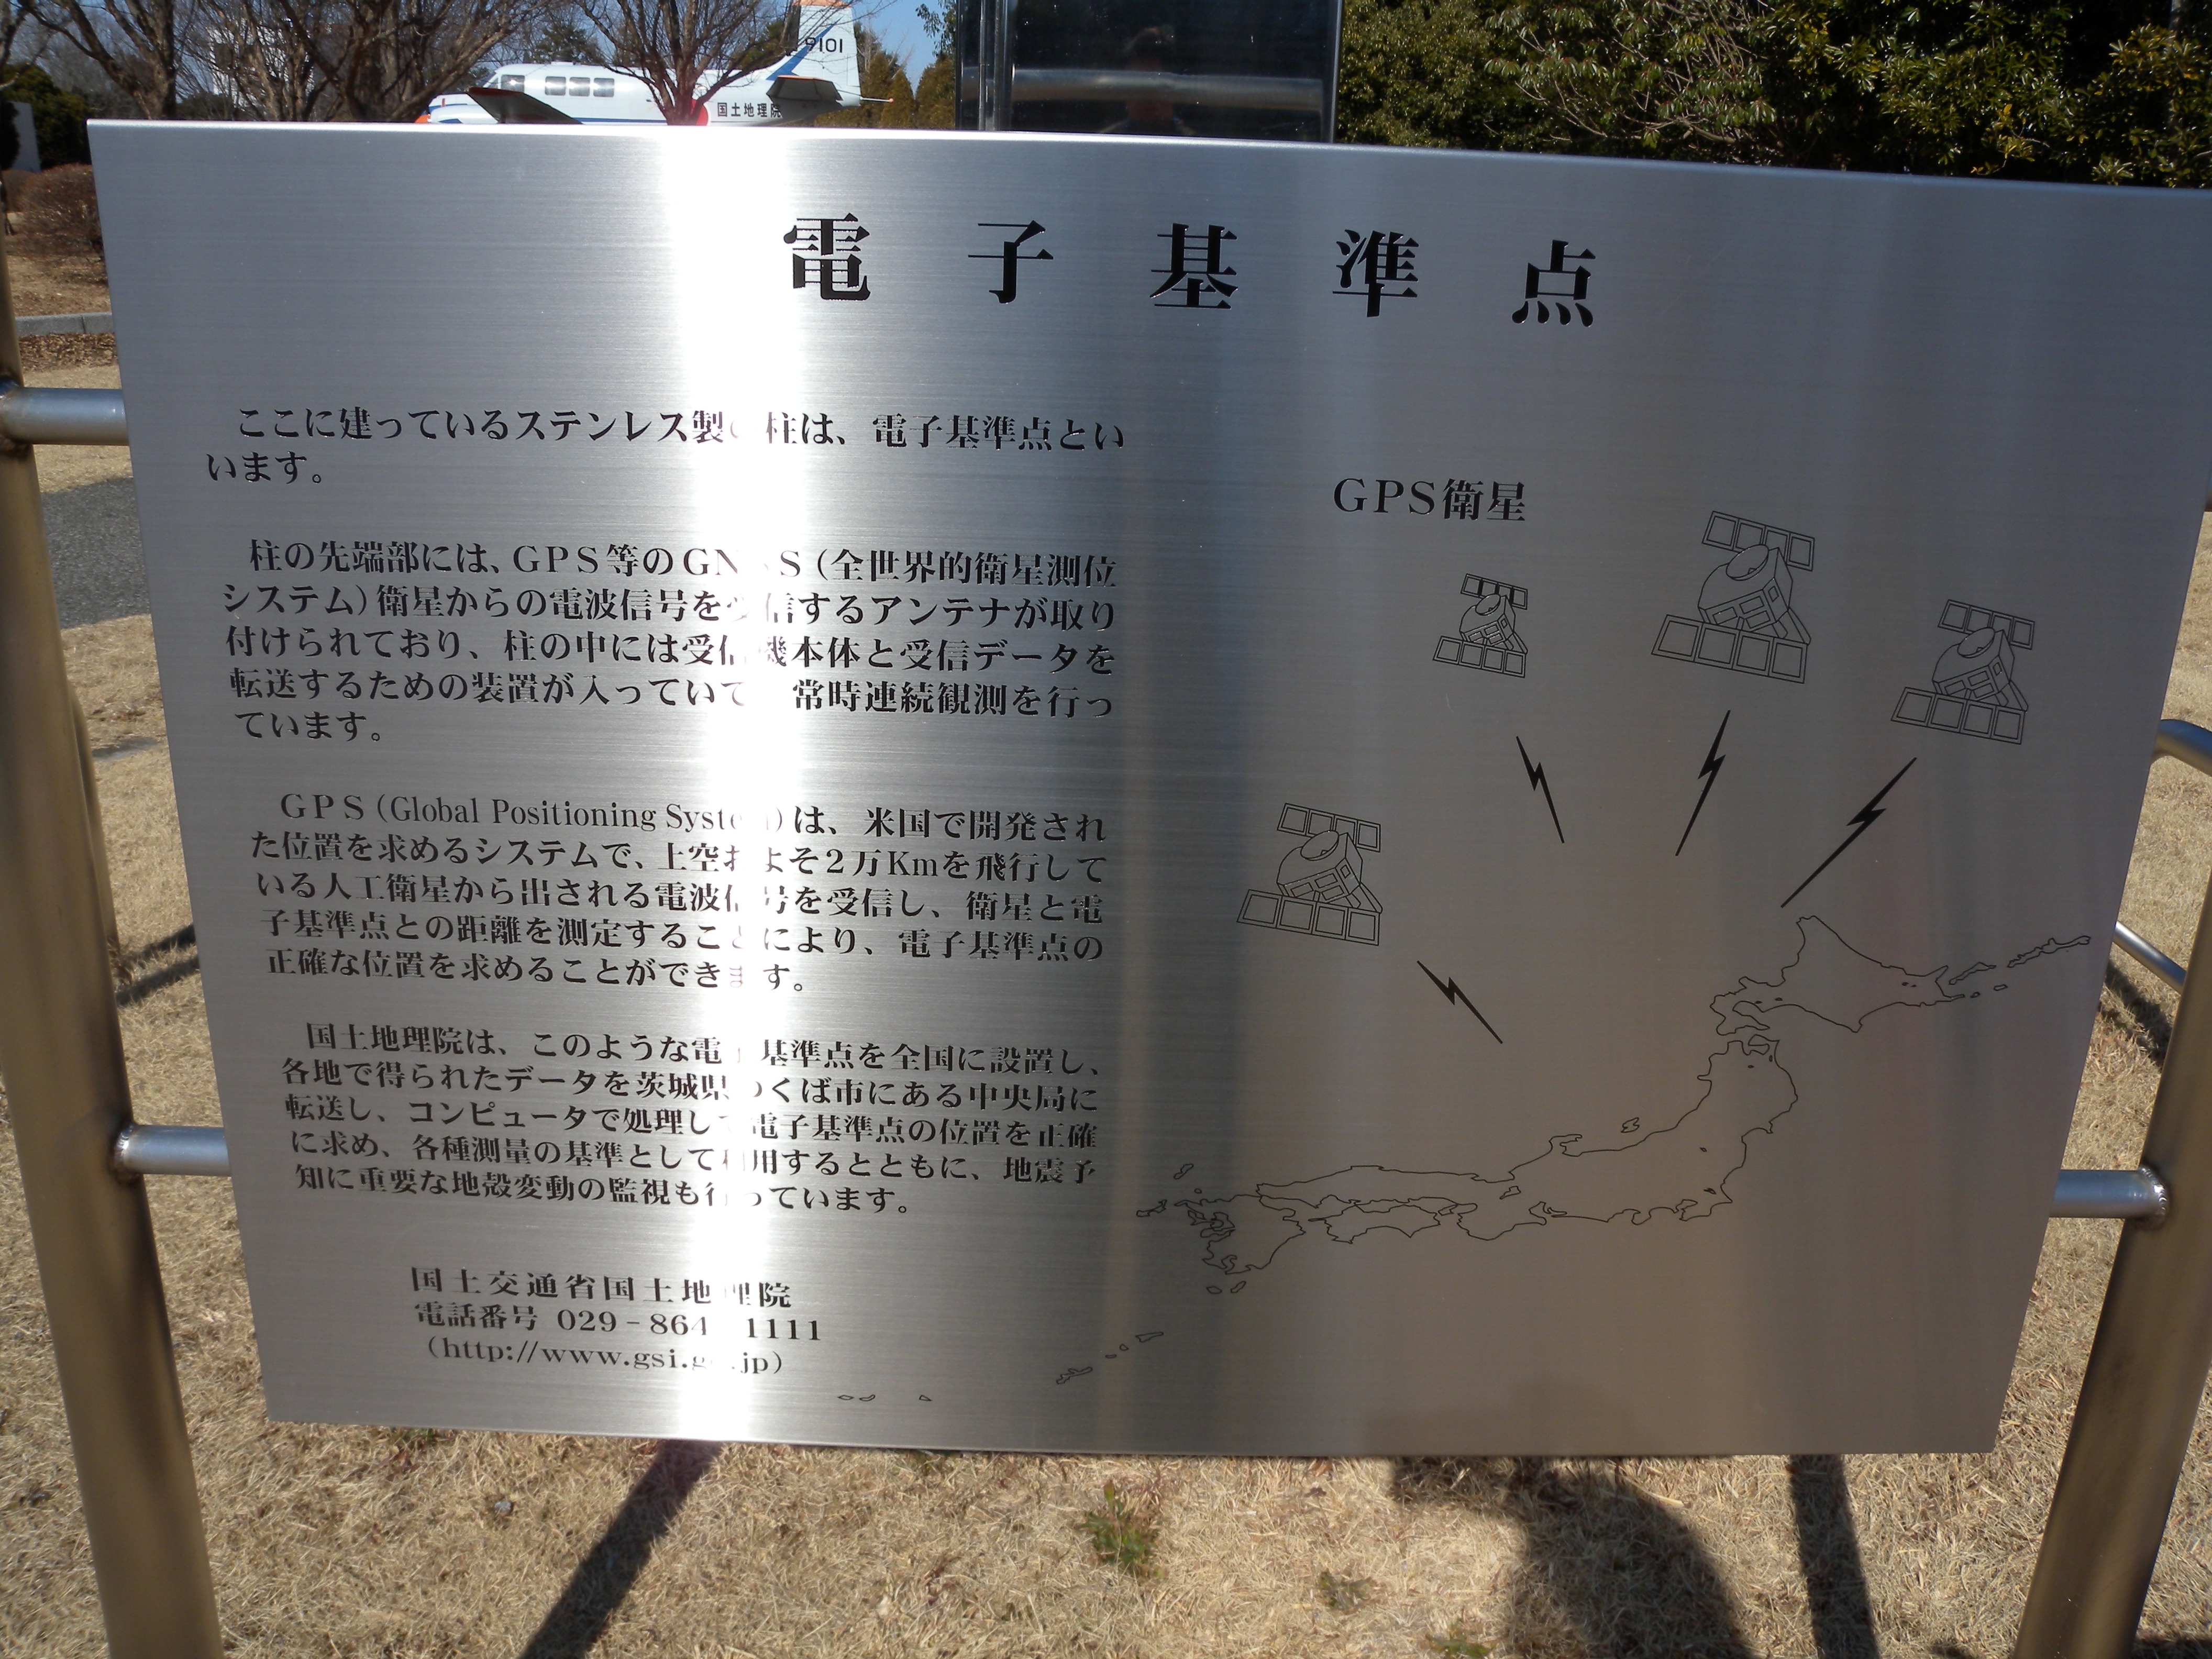 9101
国土地理院
電子基準点
ここに建っているステンレス製の柱は、電子基準点とい
います。
柱の先端部には、GPS等のGNSS(全世界的衛星測位
システム)衛星からの電波信号を受信するアンテナが取り
付けられており、柱の中には受信機本体と受信データを
転送するための装置が入っていて 常時連続観測を行っ
ています。
GPS(Global Positioning System)は、米国で開発され
た位置を求めるシステムで、上空およそ2万Kmを飛行して
いる人工衛星から出される電波信号を受信し、衛星と電
子基準点との距離を測定することにより、電子基準点の
正確な位置を求めることができます。
国土地理院は、このような電子基準点を全国に設置し、
各地で得られたデータを茨城県つくば市にある中央局に
転送し、コンピュータで処理して電子基準点の位置を正確
に求め、各種測量の基準として利用するとともに、地震予
知に重要な地殻変動の監視も行っています。
国土交通省国土地理院
電話番号 029-864-1111
(http://www.gsi.go.jp)
GPS衛星